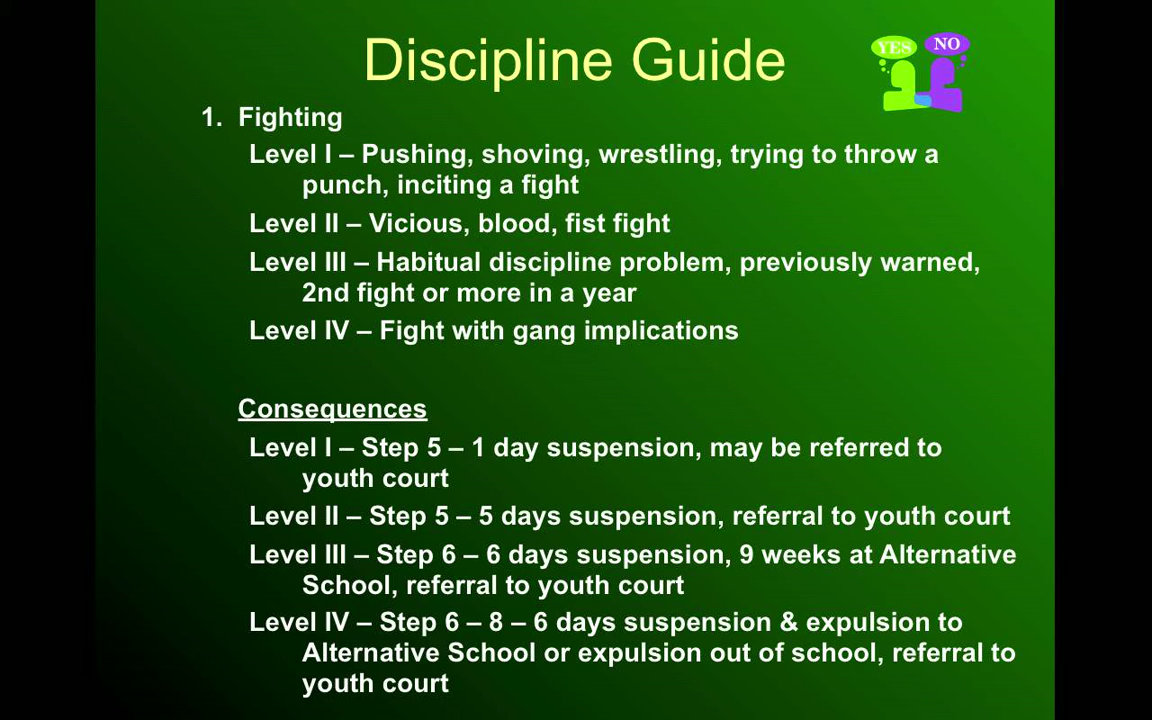 Discipline Guide
YES NO
1. Fighting
Level I – Pushing, shoving, wrestling, trying to throw a
punch, inciting a fight
Level II – Vicious, blood, fist fight
Level III – Habitual discipline problem, previously warned,
2nd fight or more in a year
Level IV – Fight with gang implications
Consequences
Level I – Step 5 – 1 day suspension, may be referred to
youth court
Level II – Step 5 – 5 days suspension, referral to youth court
Level III – Step 6 – 6 days suspension, 9 weeks at Alternative
School, referral to youth court
Level IV – Step 6 – 8 – 6 days suspension & expulsion to
Alternative School or expulsion out of school, referral to
youth court